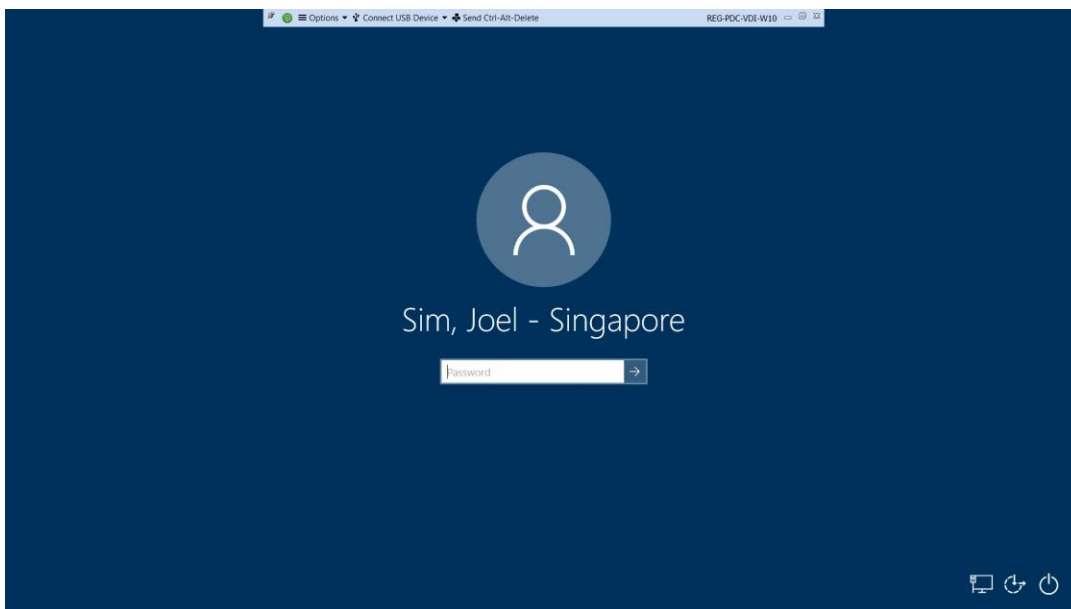 Options Connect USB Device Send Ctrl-Alt-Delete REG-PDC-VDI-W10
Sim, Joel - Singapore
Password